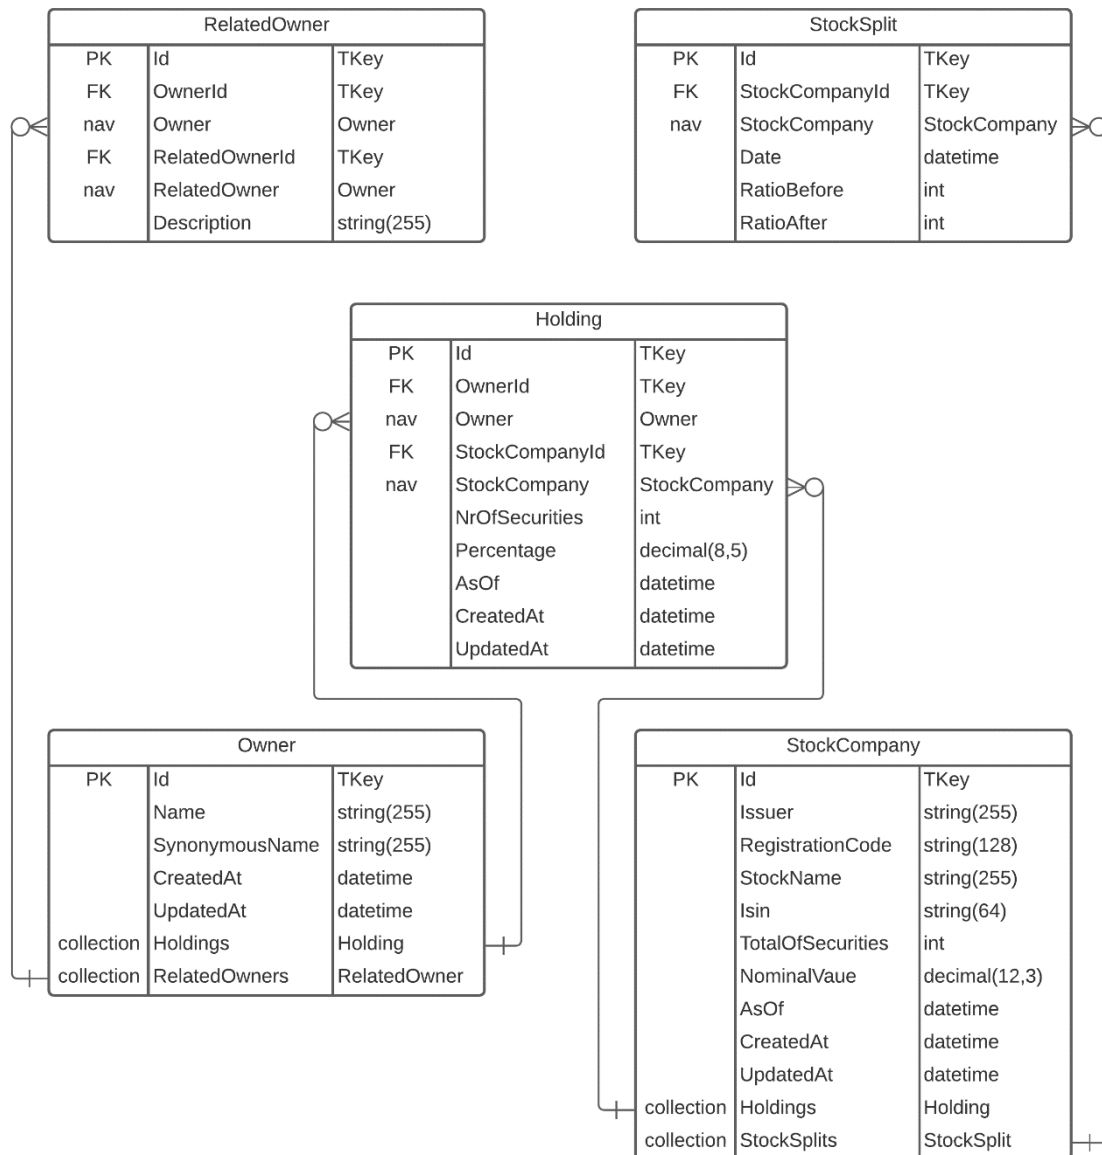 RelatedOwner
PK Id TKey
FK OwnerId TKey
nav Owner Owner
FK RelatedOwnerId TKey
nav RelatedOwner Owner
Description string(255)
StockSplit
PK Id TKey
FK StockCompanyId TKey
nav StockCompany StockCompany
Date datetime
RatioBefore int
RatioAfter int
Holding
PK Id TKey
FK OwnerId TKey
nav Owner Owner
FK StockCompanyId TKey
nav StockCompany StockCompany
NrOfSecurities int
Percentage decimal(8,5)
AsOf datetime
CreatedAt datetime
UpdatedAt datetime
Owner
PK Id TKey
Name string(255)
SynonymousName string(255)
CreatedAt datetime
UpdatedAt datetime
collection Holdings Holding
collection RelatedOwners RelatedOwner
StockCompany
PK Id TKey
Issuer string(255)
RegistrationCode string(128)
StockName string(255)
Isin string(64)
TotalOfSecurities int
NominalVaue decimal(12,3)
AsOf datetime
CreatedAt datetime
UpdatedAt datetime
collection Holdings Holding
collection StockSplits StockSplit